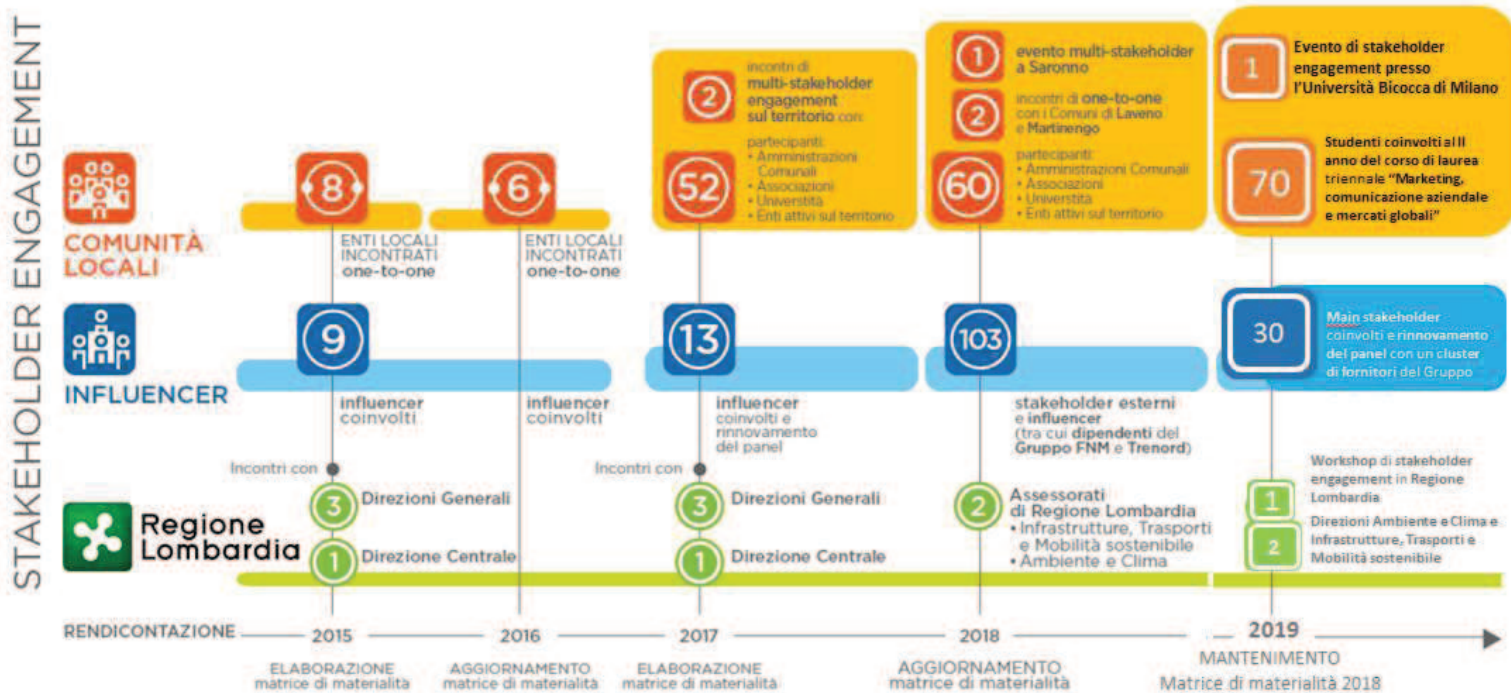 STAKEHOLDER ENGAGEMENT
COMUNITÀ
LOCALI
8
ENTI LOCALI
INCONTRATI
one-to-one
6
ENTI LOCALI
INCONTRATI
one-to-one
2
incontri di
multi-stakeholder
engagement
sul territorio con:
52
partecipanti:
• Amministrazioni
Comunali
• Associazioni
• Universtità
• Enti attivi sul territorio
1
evento multi-stakeholder
a Saronno
2
incontri di one-to-one
con i Comuni di Laveno
e Martinengo
60
partecipanti:
• Amministrazioni Comunali
• Associazioni
• Universtità
• Enti attivi sul territorio
1
Evento di stakeholder
engagement presso
l'Università Bicocca di Milano
70
Studenti coinvolti al II
anno del corso di laurea
triennale "Marketing,
comunicazione aziendale
e mercati globali"
INFLUENCER
9
influencer
coinvolti
influencer
coinvolti
13
influencer
coinvolti e
rinnovamento
del panel
103
stakeholder esterni
e influencer
(tra cui dipendenti del
Gruppo FNM e Trenord)
30
Main stakeholder
coinvolti e rinnovamento
del panel con un cluster
di fornitori del Gruppo
Regione
Lombardia
Incontri con
3 Direzioni Generali
1 Direzione Centrale
Incontri con
3 Direzioni Generali
1 Direzione Centrale
2
Assessorati
di Regione Lombardia
• Infrastrutture, Trasporti
e Mobilità sostenibile
• Ambiente e Clima
1
Workshop di stakeholder
engagement in Regione
Lombardia
2
Direzioni Ambiente e Clima e
Infrastrutture, Trasporti e
Mobilità sostenibile
RENDICONTAZIONE
2015
ELABORAZIONE
matrice di materialità
2016
AGGIORNAMENTO
matrice di materialità
2017
ELABORAZIONE
matrice di materialità
2018
AGGIORNAMENTO
matrice di materialità
2019
MANTENIMENTO
Matrice di materialità 2018